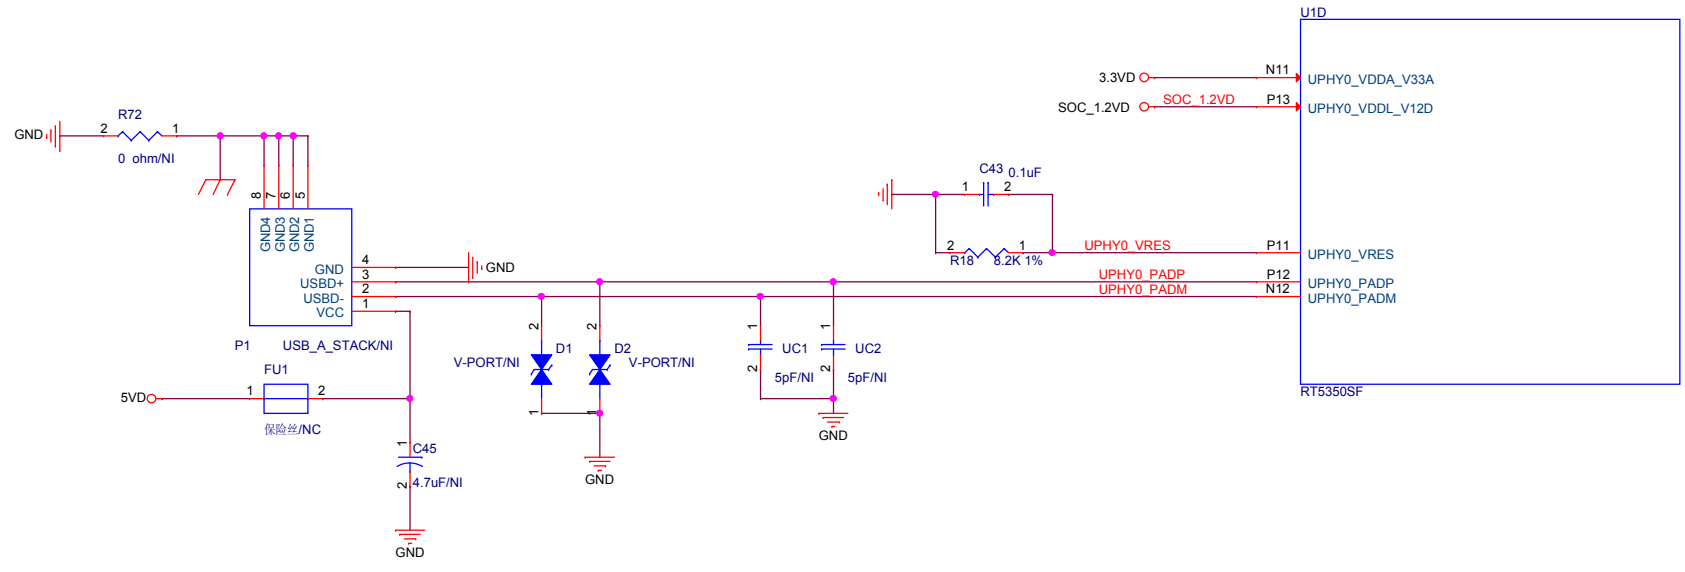 U1D
3.3VD
N11
UPHY0_VDDA_V33A
SOC_1.2VD
SOC_1.2VD
P13
UPHY0_VDDL_V12D
R72
GND
2
1
0 ohm/NI
8
7
6
5
GND4
GND3
GND2
GND1
C43
0.1uF
1
2
2
1
R18
8.2K 1%
UPHY0_VRES
P11
UPHY0_VRES
GND
4
GND
USBD+
3
UPHY0_PADP
P12
UPHY0_PADP
USBD-
2
UPHY0_PADM
N12
UPHY0_PADM
VCC
1
P1
USB_A_STACK/NI
2
D1
V-PORT/NI
1
2
D2
V-PORT/NI
1
GND
1
UC1
2
5pF/NI
1
UC2
2
5pF/NI
GND
RT5350SF
FU1
5VD
1
2
保险丝/NC
1
C45
2
4.7uF/NI
GND